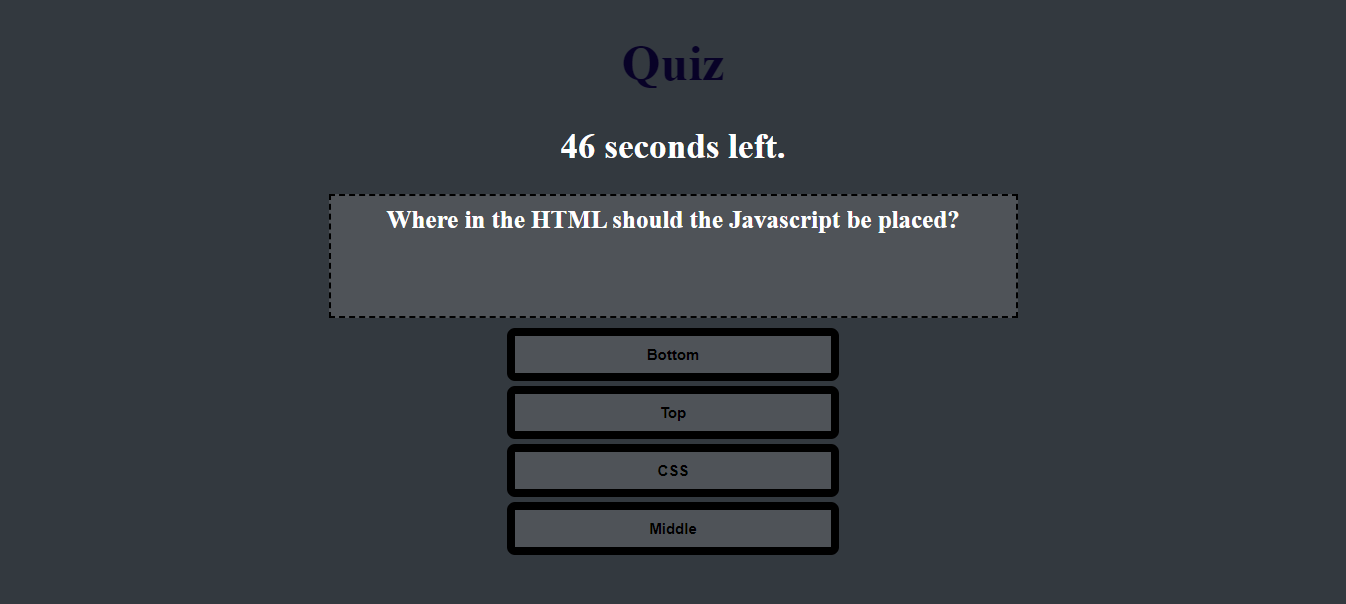 Quiz
46 seconds left.
Where in the HTML should the Javascript be placed?
Bottom
Top
CSS
Middle